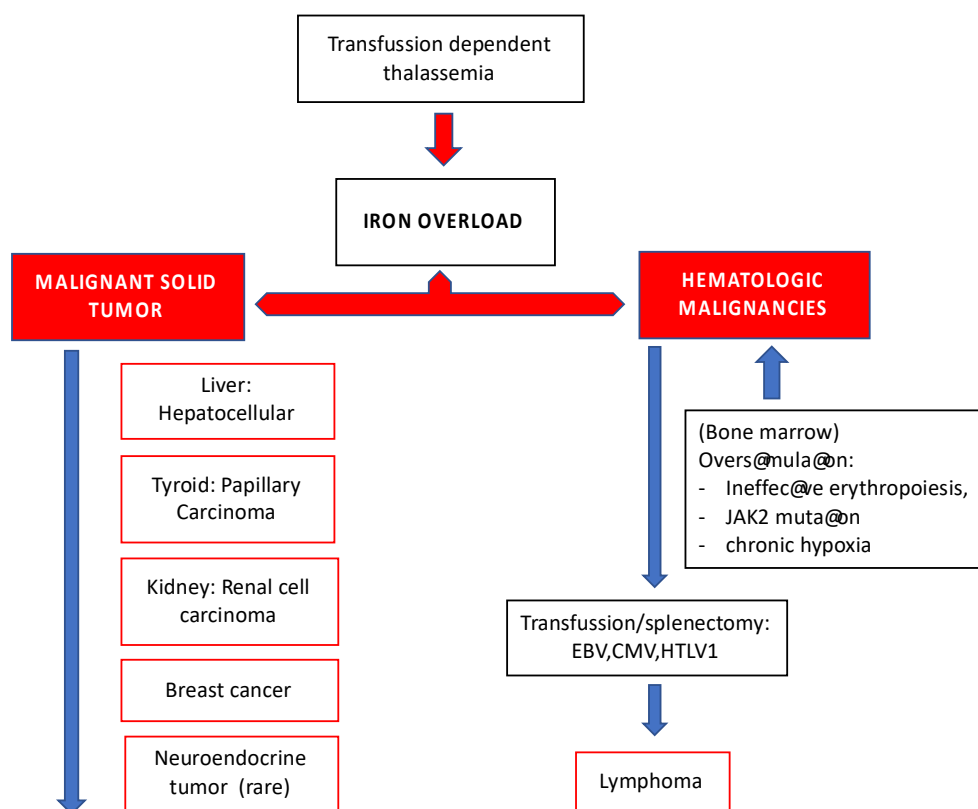 Transfussion dependent
thalassemia
IRON OVERLOAD
MALIGNANT SOLID
TUMOR
HEMATOLOGIC
MALIGNANCIES
Liver:
Hepatocellular
Tyroid: Papillary
Carcinoma
Kidney: Renal cell
carcinoma
Breast cancer
Neuroendocrine
tumor (rare)
(Bone marrow)
Overs@mula@on:
- Ineffec@ve erythropoiesis,
- JAK2 muta@on
- chronic hypoxia
Transfussion/splenectomy:
EBV,CMV,HTLV1
Lymphoma